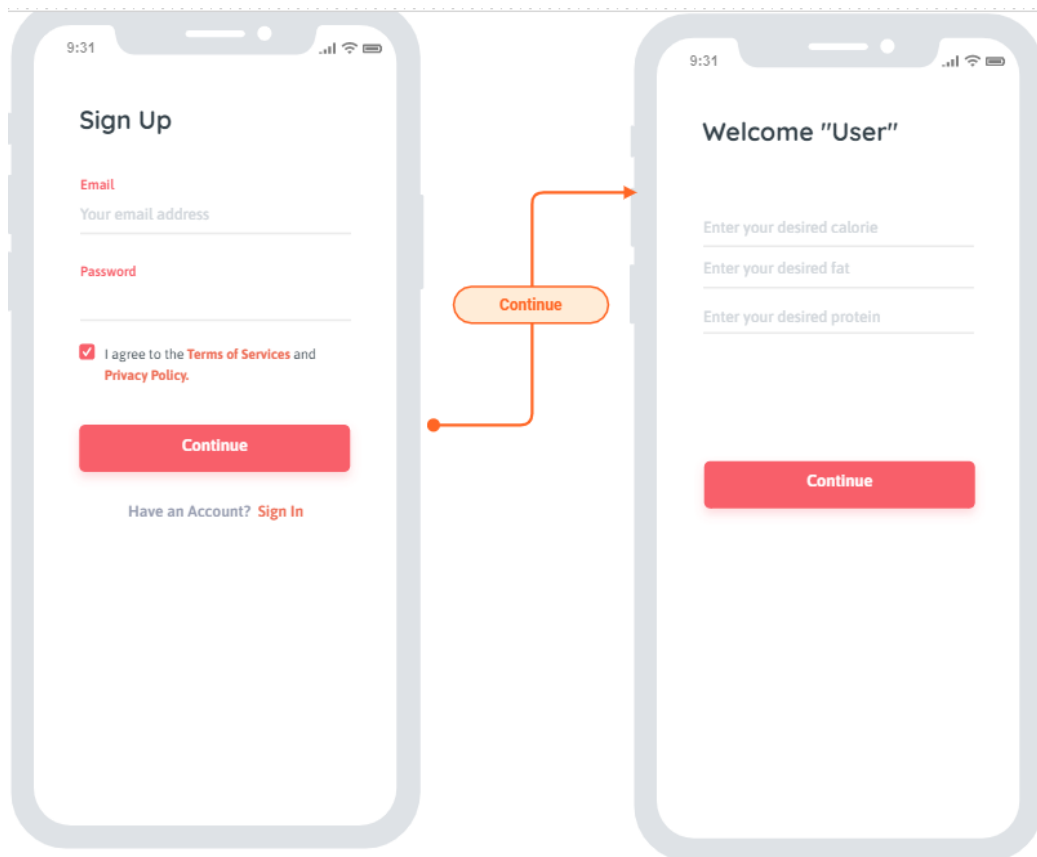 9:31
Sign Up
Email
Your email address
Password
I agree to the Terms of Services and
Privacy Policy.
Continue
Have an Account? Sign In
Continue
9:31
Welcome "User"
Enter your desired calorie
Enter your desired fat
Enter your desired protein
Continue